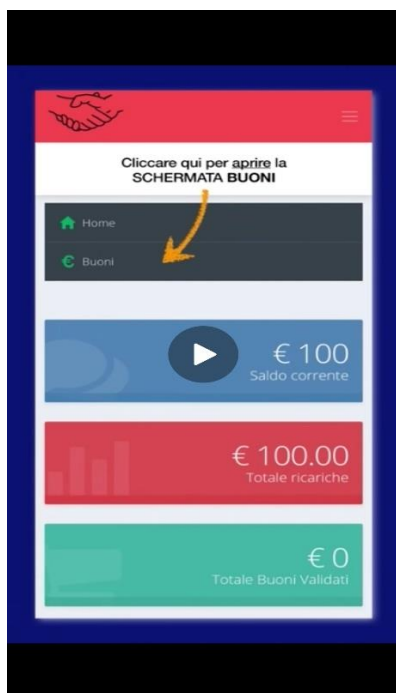 Cliccare qui per aprire la
SCHERMATA BUONI
Home
€ Buoni
€ 100
Saldo corrente
€ 100.00
Totale ricariche
€ 0
Totale Buoni Validati